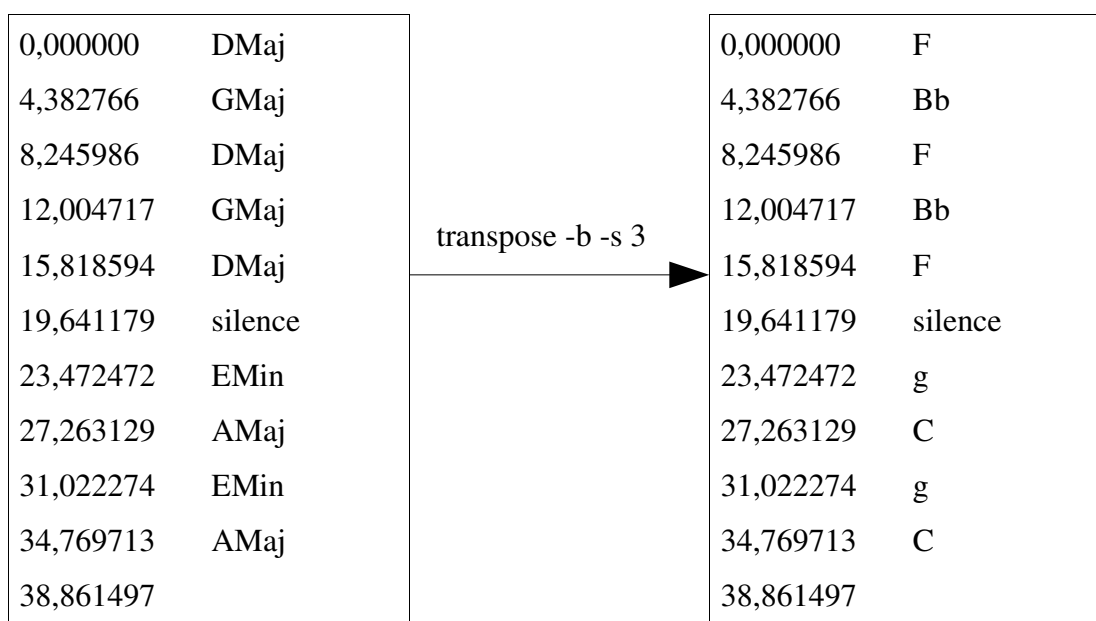 0,000000 DMaj
4,382766 GMaj
8,245986 DMaj
12,004717 GMaj
15,818594 DMaj
19,641179 silence
23,472472 EMin
27,263129 AMaj
31,022274 EMin
34,769713 AMaj
38,861497
transpose -b -s 3
0,000000 F
4,382766 Bb
8,245986 F
12,004717 Bb
15,818594 F
19,641179 silence
23,472472 g
27,263129 C
31,022274 g
34,769713 C
38,861497